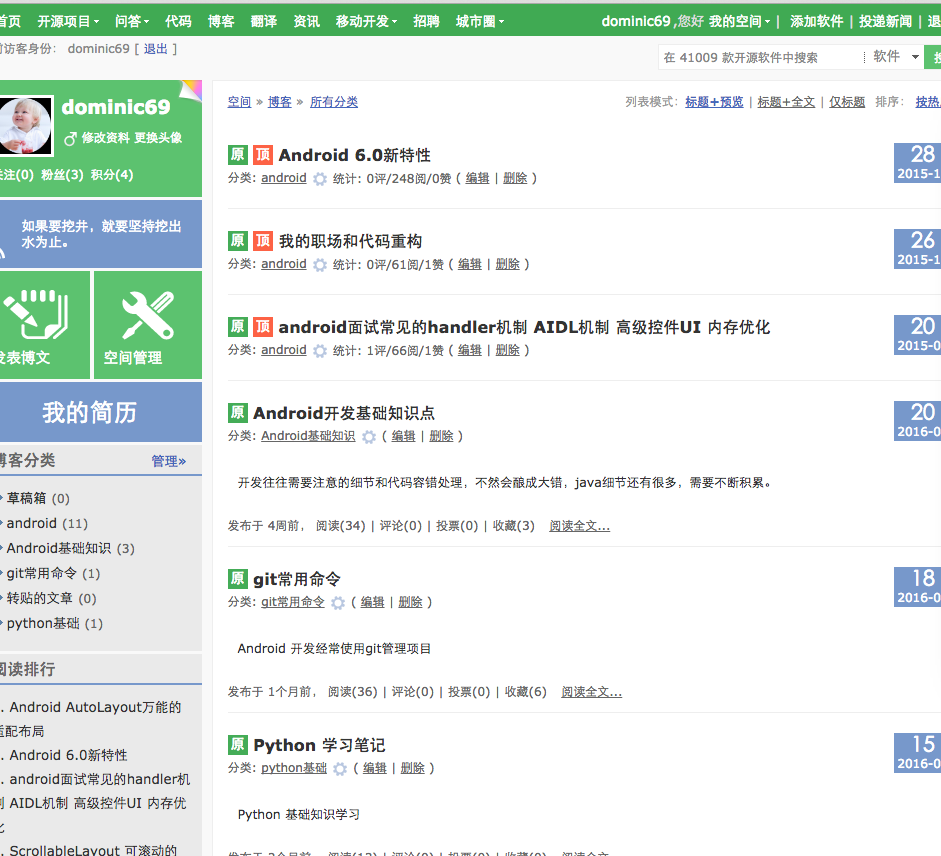 首页 开源项目 问答 代码 博客 翻译 资讯 移动开发 招聘 城市圈 dominic69 ,您好 我的空间 | 添加软件 | 投递新闻 | 退
访客身份: dominic69 [ 退出 ]
在 41009 款开源软件中搜索 软件
dominic69
修改资料 更换头像
关注(0) 粉丝(3) 积分(4)
如果要挖井，就要坚持挖出
水为止。
发表博文 空间管理
我的简历
博客分类 管理»
草稿箱 (0)
android (11)
Android基础知识 (3)
git常用命令 (1)
转贴的文章 (0)
python基础 (1)
阅读排行
. Android AutoLayout万能的
适配布局
. Android 6.0新特性
. android面试常见的handler机
制 AIDL机制 高级控件UI 内存优
化
. ScrollableLayout 可滚动的
空间 » 博客 » 所有分类 列表模式: 标题+预览 | 标题+全文 | 仅标题 排序: 按热
原 顶 Android 6.0新特性 28
分类: android 统计: 0评/248阅/0赞 ( 编辑 | 删除 ) 2015-1
原 顶 我的职场和代码重构 26
分类: android 统计: 0评/61阅/1赞 ( 编辑 | 删除 ) 2015-1
原 顶 android面试常见的handler机制 AIDL机制 高级控件UI 内存优化 20
分类: android 统计: 1评/66阅/1赞 ( 编辑 | 删除 ) 2015-0
原 Android开发基础知识点 20
分类: Android基础知识 ( 编辑 | 删除 ) 2016-0
开发往往需要注意的细节和代码容错处理，不然会酿成大错，java细节还有很多，需要不断积累。
发布于 4周前， 阅读(34) | 评论(0) | 投票(0) | 收藏(3) 阅读全文...
原 git常用命令 18
分类: git常用命令 ( 编辑 | 删除 ) 2016-0
Android 开发经常使用git管理项目
发布于 1个月前， 阅读(36) | 评论(0) | 投票(0) | 收藏(6) 阅读全文...
原 Python 学习笔记 15
分类: python基础 ( 编辑 | 删除 ) 2016-0
Python 基础知识学习